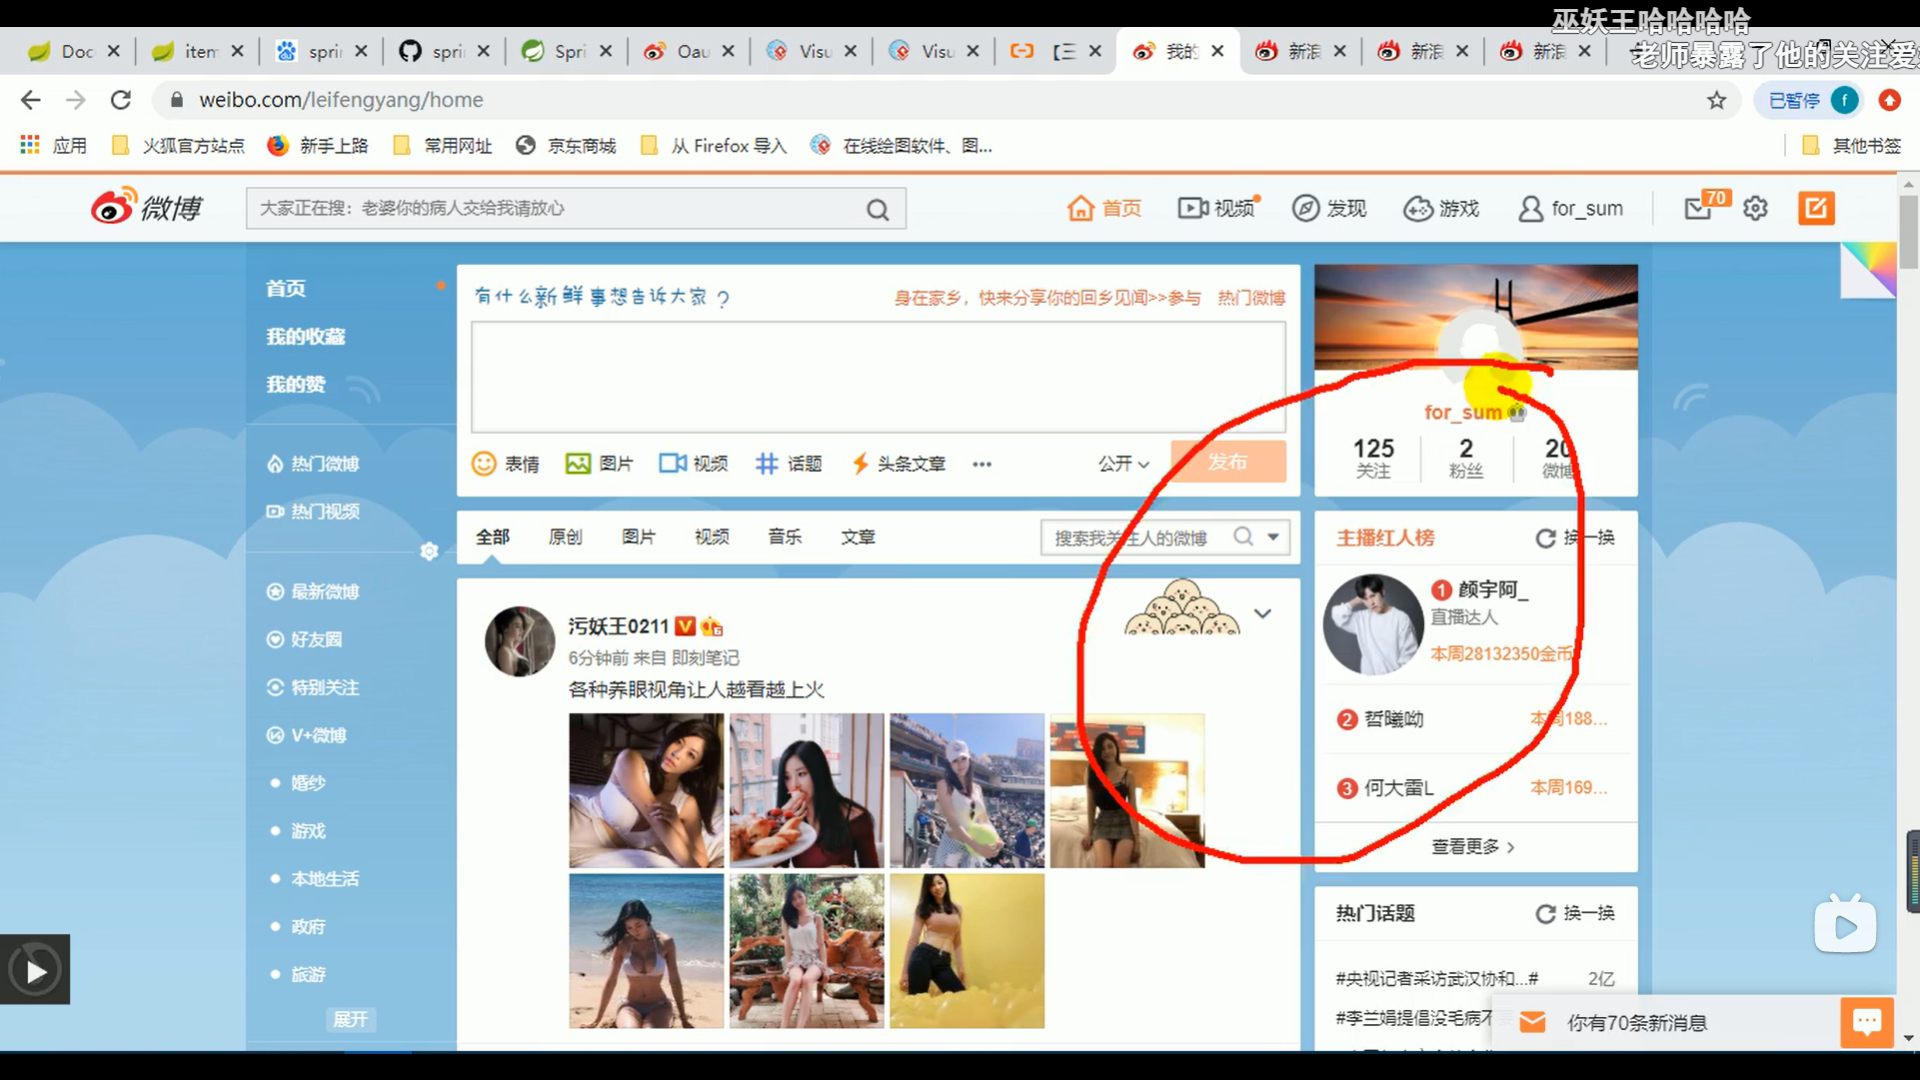 巫妖王哈哈哈哈
老师暴露了他的关注爱
Doc
item
sprin
sprin
Spri
Oau
Visu
Visu
我的
新浪
新浪
新浪
weibo.com/leifengyang/home
已暂停
f
应用
火狐官方站点
新手上路
常用网址
京东商城
从 Firefox 导入
在线绘图软件、图...
其他书签
微博
大家正在搜：老婆你的病人交给我请放心
首页
视频
发现
游戏
for_sum
70
首页
我的收藏
我的赞
热门微博
热门视频
最新微博
好友圈
特别关注
V+微博
婚纱
游戏
本地生活
政府
旅游
展开
有什么新鲜事想告诉大家？
身在家乡，快来分享你的回乡见闻>>参与 热门微博
表情
图片
视频
话题
头条文章
公开
发布
全部
原创
图片
视频
音乐
文章
搜索我关注人的微博
污妖王0211
6分钟前 来自 即刻笔记
各种养眼视角让人越看越上火
for_sum
125
关注
2
粉丝
20
微博
主播红人榜
换一换
1 颜宇阿_
直播达人
本周28132350金币
2 哲曦呦
本周188...
3 何大雷L
本周169...
查看更多
热门话题
换一换
#央视记者采访武汉协和...#
2亿
#李兰娟提倡没毛病不
你有70条新消息